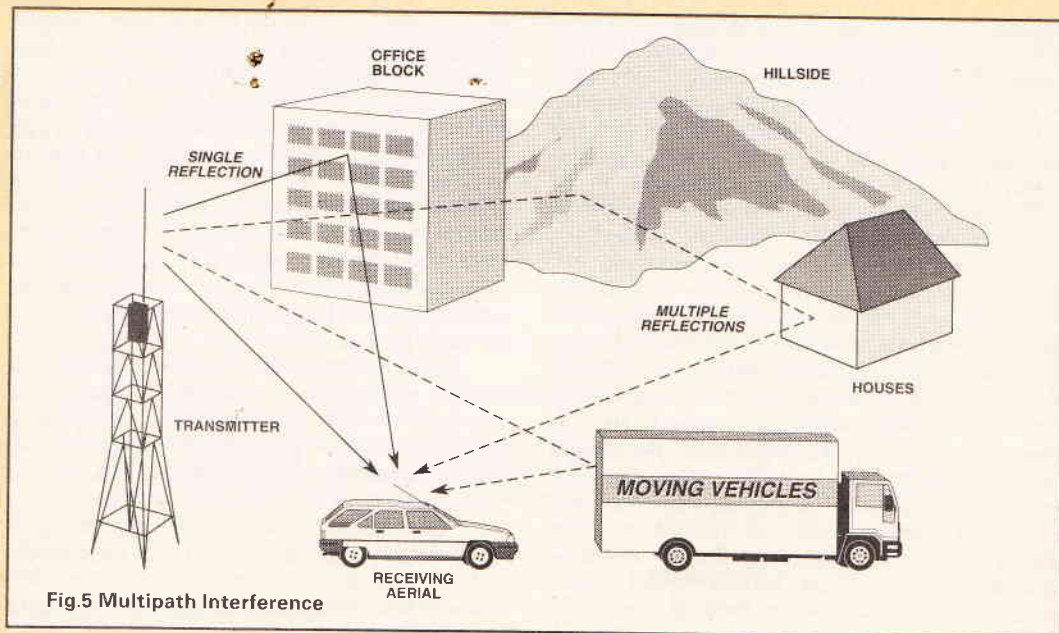 OFFICE
BLOCK
HILLSIDE
SINGLE
REFLECTION
MULTIPLE
REFLECTIONS
HOUSES
TRANSMITTER
MOVING VEHICLES
RECEIVING
AERIAL
Fig.5 Multipath Interference